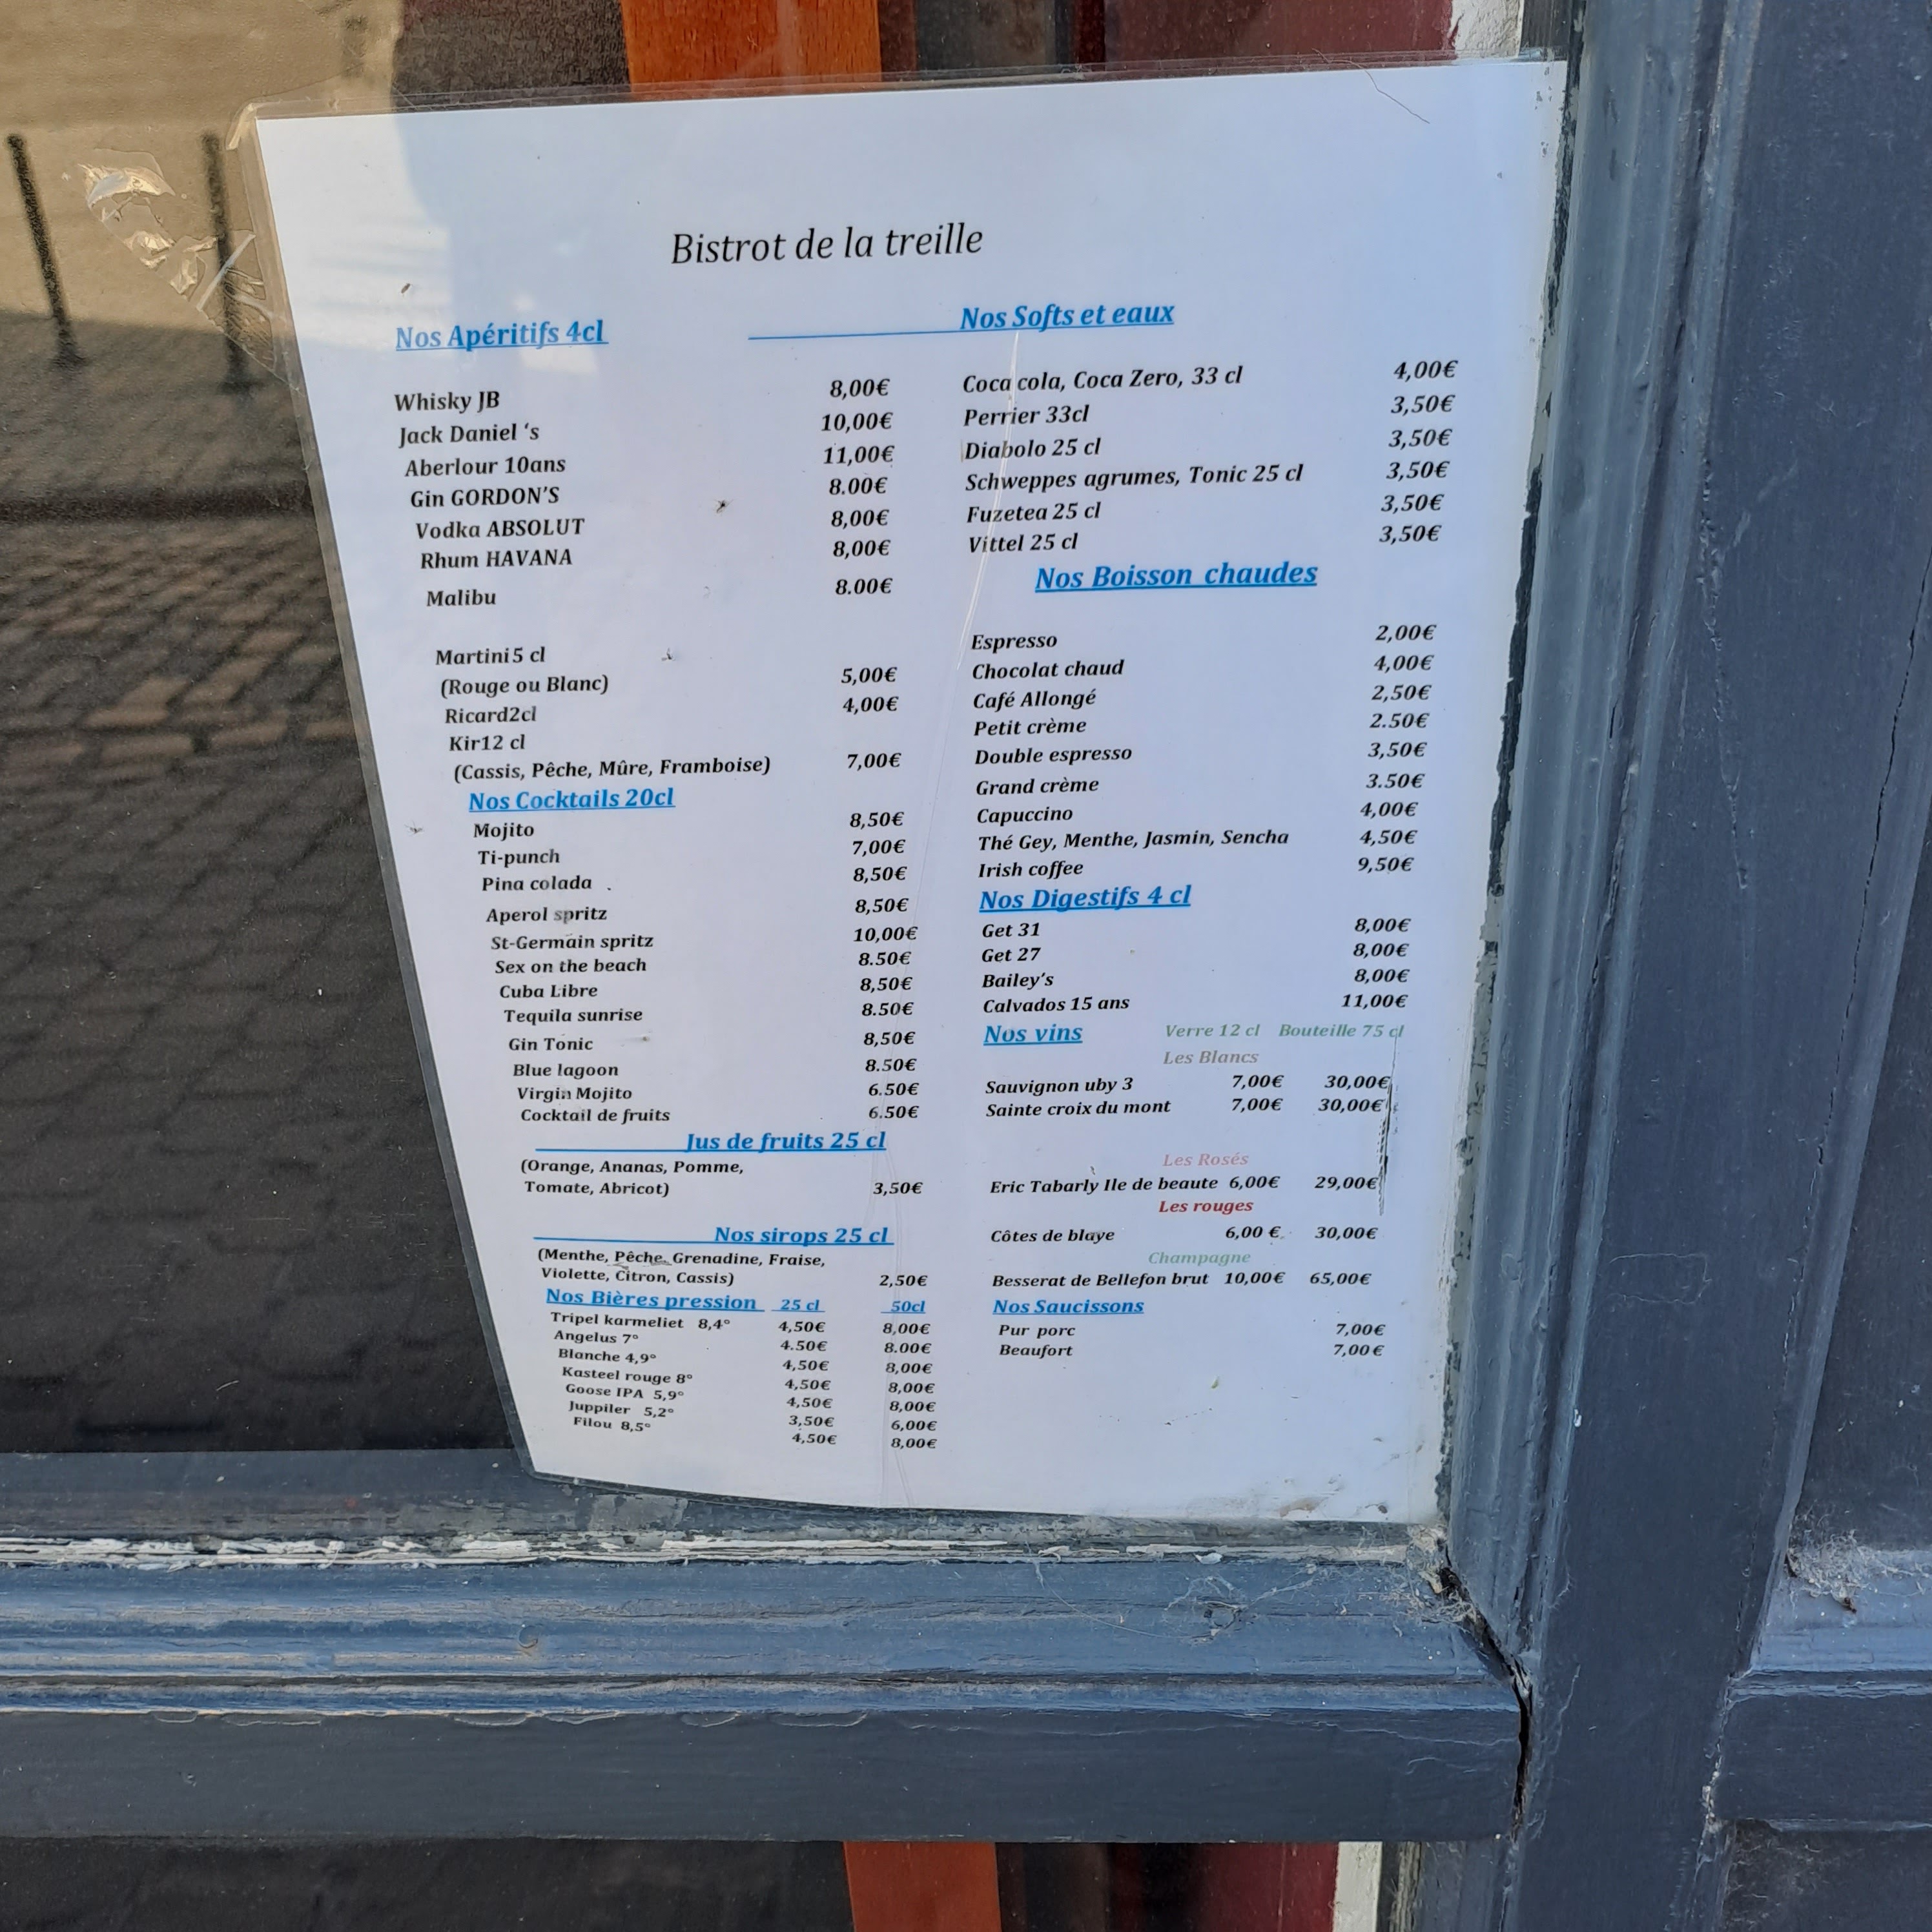 Bistrot de la treille
Nos Apéritifs 4cl
Whisky JB 8,00€
Jack Daniel ‘s 10,00€
Aberlour 10ans 11,00€
Gin GORDON'S 8.00€
Vodka ABSOLUT 8,00€
Rhum HAVANA 8,00€
Malibu 8.00€
Martini5 cl
(Rouge ou Blanc) 5,00€
Ricard2cl 4,00€
Kir12 cl
(Cassis, Pêche, Mûre, Framboise) 7,00€
Nos Cocktails 20cl
Mojito 8,50€
Ti-punch 7,00€
Pina colada . 8,50€
Aperol spritz 8,50€
St-Germain spritz 10,00€
Sex on the beach 8.50€
Cuba Libre 8,50€
Tequila sunrise 8.50€
Gin Tonic 8,50€
Blue lagoon 8.50€
Virgin Mojito 6.50€
Cocktail de fruits 6.50€
Jus de fruits 25 cl
(Orange, Ananas, Pomme,
Tomate, Abricot) 3,50€
Nos sirops 25 cl
(Menthe, Pêche, Grenadine, Fraise,
Violette, Citron, Cassis) 2,50€
Nos Bières pression 25 cl 50cl
Tripel karmeliet 8,4° 4,50€ 8,00€
Angelus 7° 4.50€ 8.00€
Blanche 4,9° 4,50€ 8,00€
Kasteel rouge 8° 4,50€ 8,00€
Goose IPA 5,9° 4,50€ 8,00€
Juppiler 5,2° 3,50€ 6,00€
Filou 8,5° 4,50€ 8,00€
Nos Softs et eaux
Coca cola, Coca Zero, 33 cl 4,00€
Perrier 33cl 3,50€
Diabolo 25 cl 3,50€
Schweppes agrumes, Tonic 25 cl 3,50€
Fuzetea 25 cl 3,50€
Vittel 25 cl 3,50€
Nos Boisson chaudes
Espresso 2,00€
Chocolat chaud 4,00€
Café Allongé 2,50€
Petit crème 2.50€
Double espresso 3,50€
Grand crème 3.50€
Capuccino 4,00€
Thé Gey, Menthe, Jasmin, Sencha 4,50€
Irish coffee 9,50€
Nos Digestifs 4 cl
Get 31 8,00€
Get 27 8,00€
Bailey's 8,00€
Calvados 15 ans 11,00€
Nos vins Verre 12 cl Bouteille 75 cl
Les Blancs
Sauvignon uby 3 7,00€ 30,00€
Sainte croix du mont 7,00€ 30,00€
Les Rosés
Eric Tabarly Ile de beaute 6,00€ 29,00€
Les rouges
Côtes de blaye 6,00 € 30,00€
Champagne
Besserat de Bellefon brut 10,00€ 65,00€
Nos Saucissons
Pur porc 7,00€
Beaufort 7,00 €